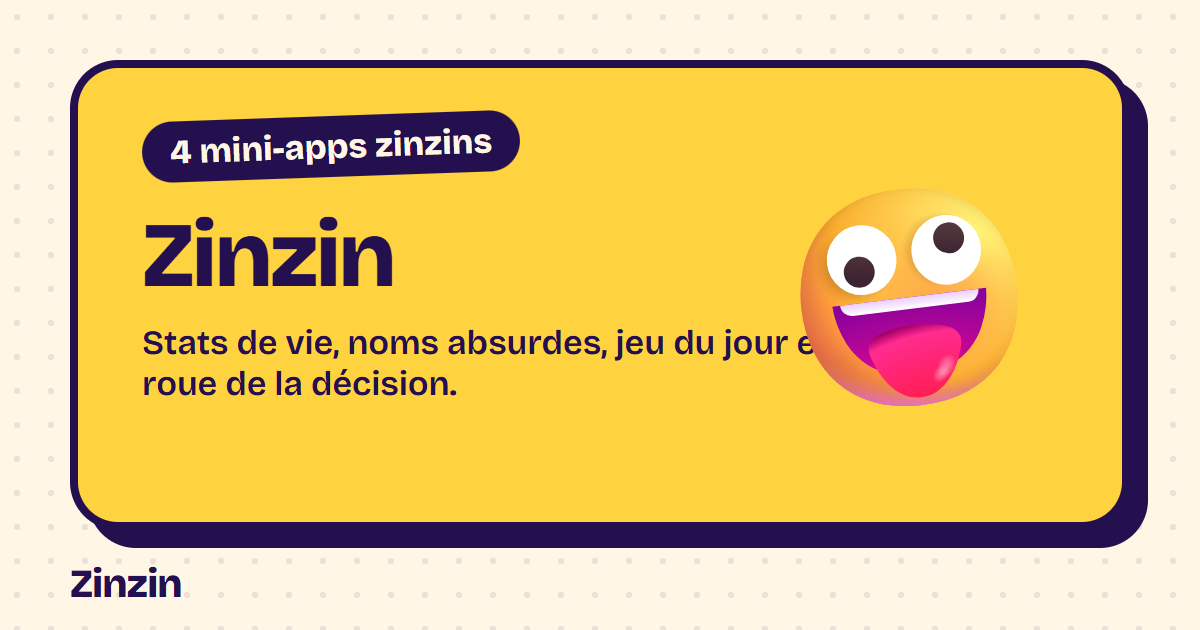 4 mini-apps zinzins
Zinzin
Stats de vie, noms absurdes, jeu du jour
roue de la décision.
Zinzin